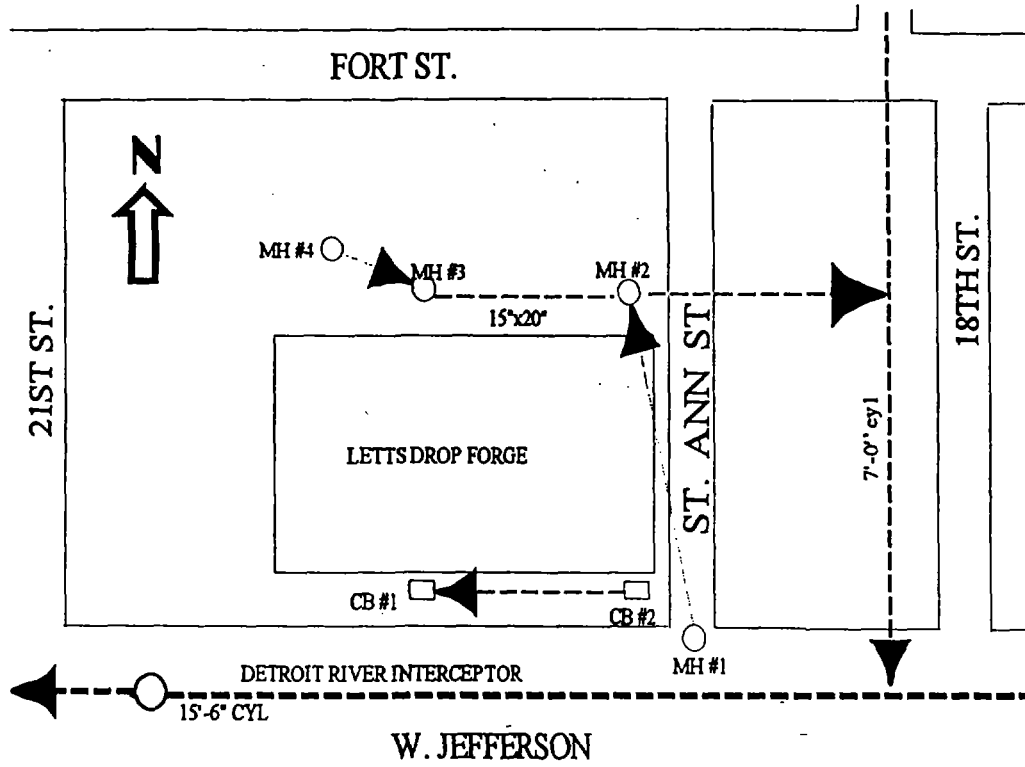 FORT ST.
N
MH #4
MH #3
MH #2
15"x20"
21ST ST.
ST. ANN ST
18TH ST.
7'-0" cyl
LETTS DROP FORGE
CB #1
CB #2
MH #1
DETROIT RIVER INTERCEPTOR
15'-6" CYL
W. JEFFERSON